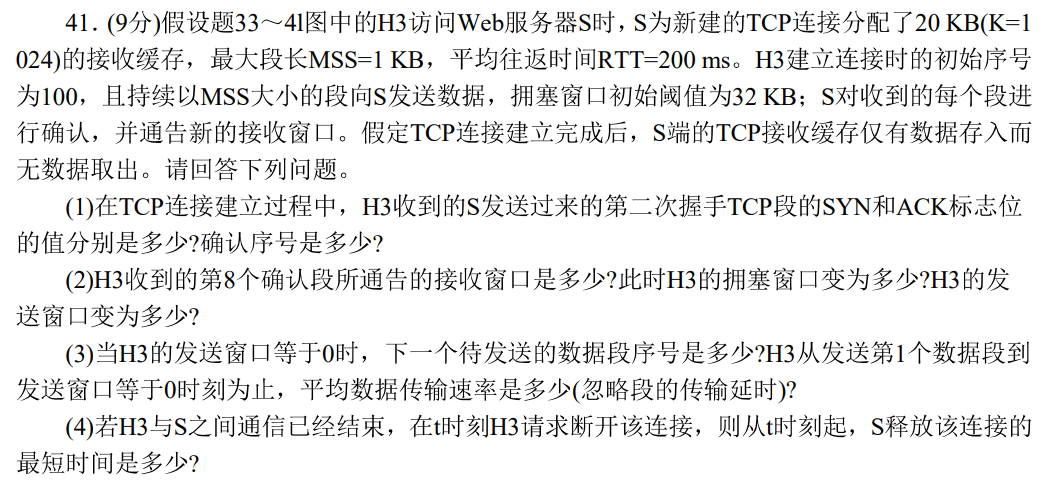 41. (9分)假设题33～4l图中的H3访问Web服务器S时，S为新建的TCP连接分配了20 KB(K=1
024)的接收缓存，最大段长MSS=1 KB，平均往返时间RTT=200 ms。H3建立连接时的初始序号
为100，且持续以MSS大小的段向S发送数据，拥塞窗口初始阈值为32 KB；S对收到的每个段进
行确认，并通告新的接收窗口。假定TCP连接建立完成后，S端的TCP接收缓存仅有数据存入而
无数据取出。请回答下列问题。
(1)在TCP连接建立过程中，H3收到的S发送过来的第二次握手TCP段的SYN和ACK标志位
的值分别是多少?确认序号是多少?
(2)H3收到的第8个确认段所通告的接收窗口是多少?此时H3的拥塞窗口变为多少?H3的发
送窗口变为多少?
(3)当H3的发送窗口等于0时，下一个待发送的数据段序号是多少?H3从发送第1个数据段到
发送窗口等于0时刻为止，平均数据传输速率是多少(忽略段的传输延时)?
(4)若H3与S之间通信已经结束，在t时刻H3请求断开该连接，则从t时刻起，S释放该连接的
最短时间是多少?